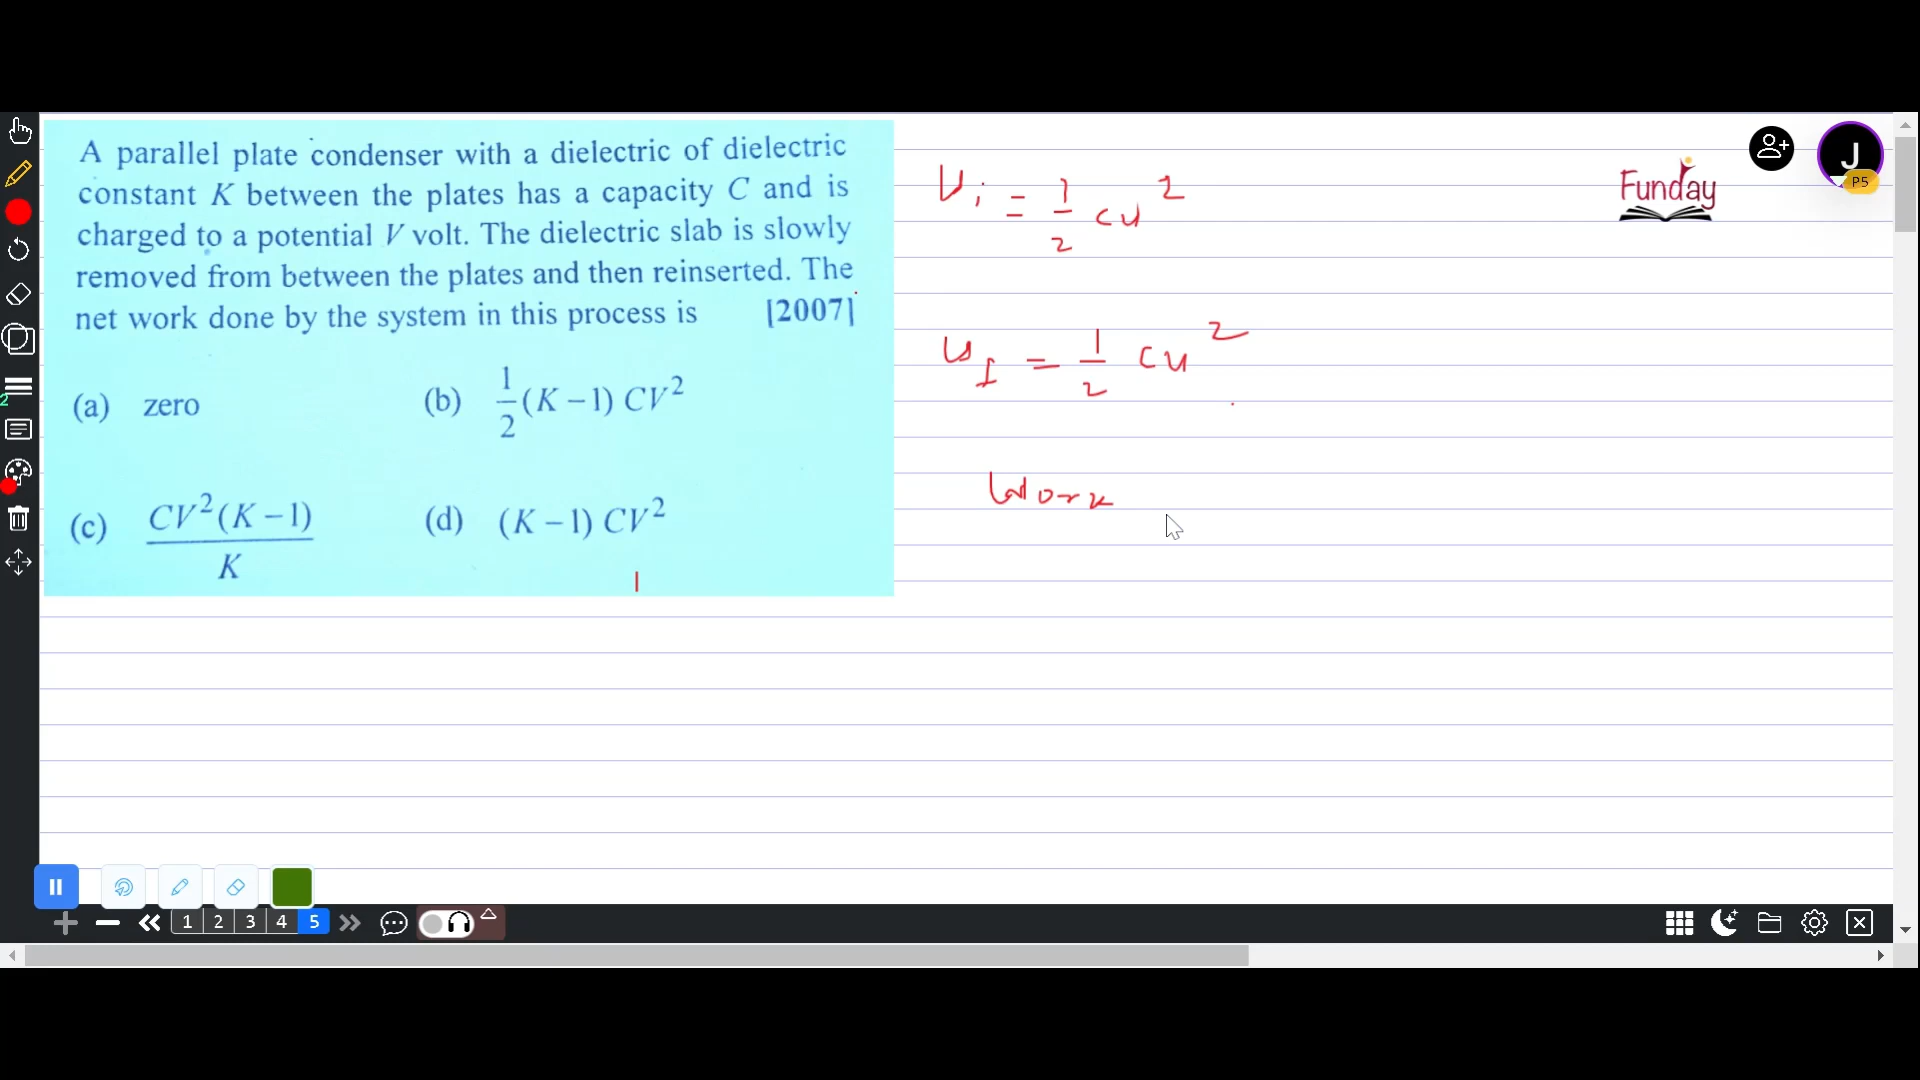 A parallel plate condenser with a dielectric of dielectric
constant K between the plates has a capacity C and is
charged to a potential V volt. The dielectric slab is slowly
removed from between the plates and then reinserted. The
net work done by the system in this process is [2007]
(a) zero (b) 1/2 (K – 1) CV²
(c) CV²(K – 1)/K (d) (K – 1) CV²
Ui = 1/2 cu²
Uf = 1/2 cu²
Work
Funday
J
P5
2
1 2 3 4 5